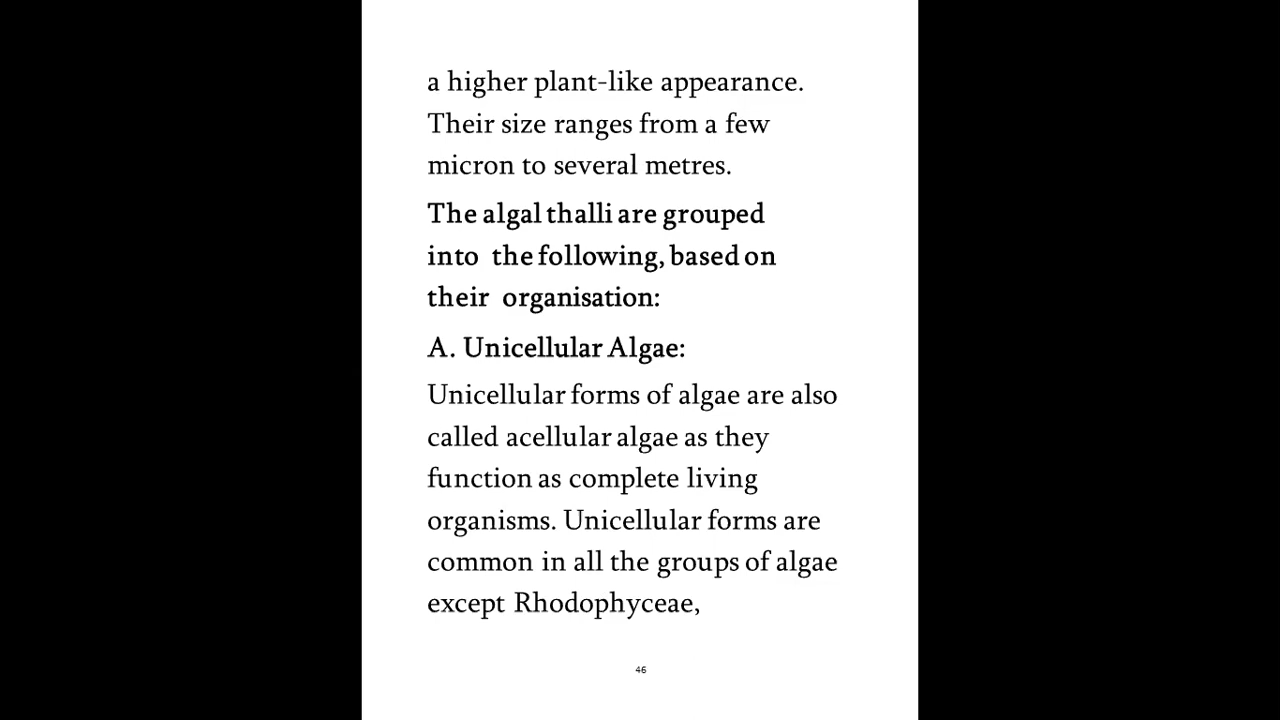 a higher plant-like appearance.
Their size ranges from a few
micron to several metres.
The algal thalli are grouped
into the following, based on
their organisation:
A. Unicellular Algae:
Unicellular forms of algae are also
called acellular algae as they
function as complete living
organisms. Unicellular forms are
common in all the groups of algae
except Rhodophyceae,
46